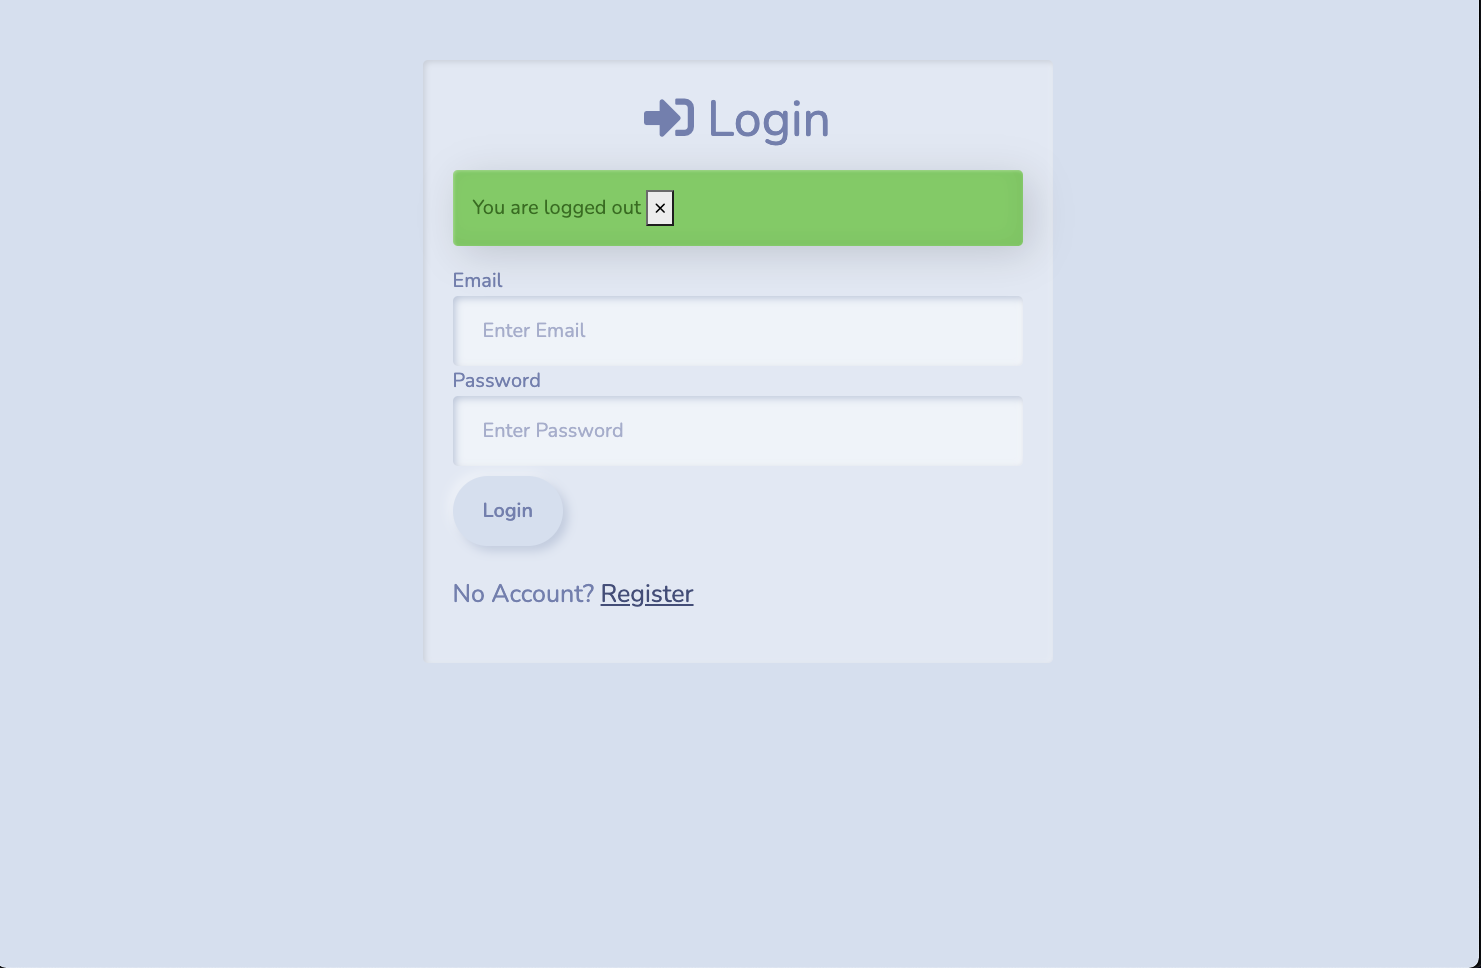 Login
You are logged out ×
Email
Enter Email
Password
Enter Password
Login
No Account? Register